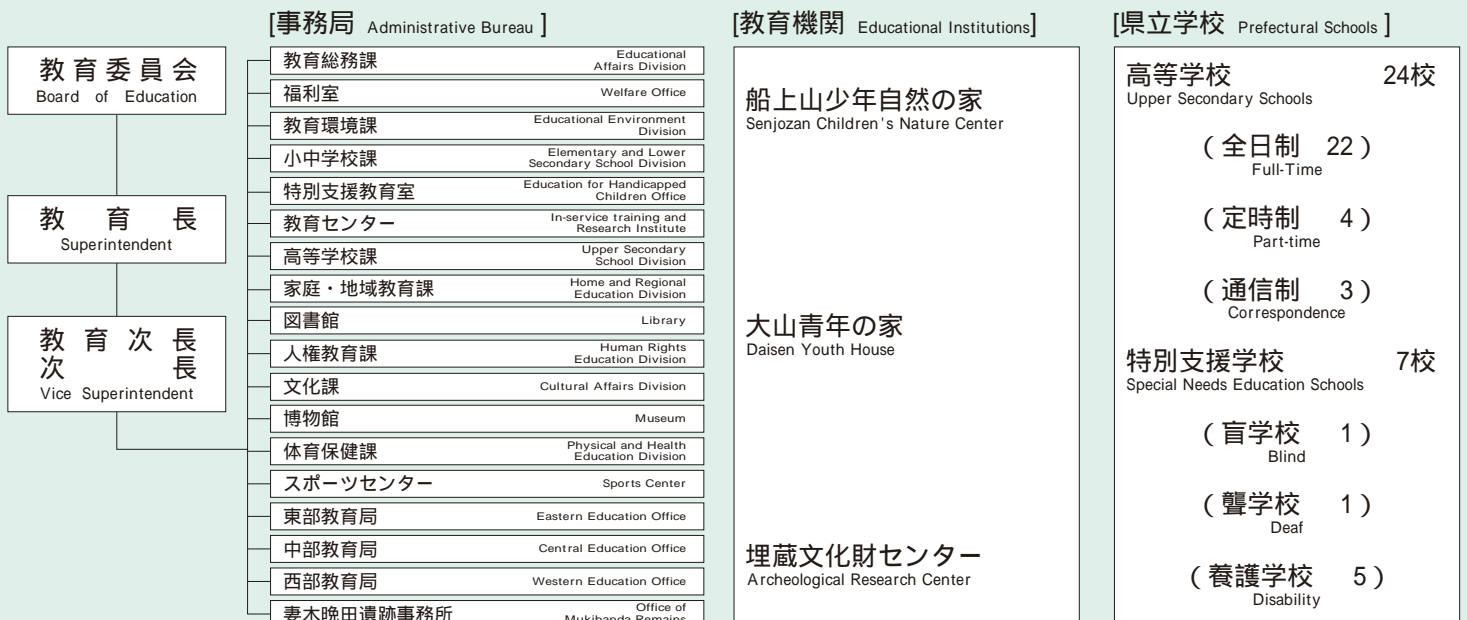 [事務局 Administrative Bureau ]
教育委員会
Board of Education
教育長
Superintendent
教育次長
次長
Vice Superintendent
教育総務課 Educational
Affairs Division
福利室 Welfare Office
教育環境課 Educational Environment
Division
小中学校課 Elementary and Lower
Secondary School Division
特別支援教育室 Education for Handicapped
Children Office
教育センター In-service training and
Research Institute
高等学校課 Upper Secondary
School Division
家庭・地域教育課 Home and Regional
Education Division
図書館 Library
人権教育課 Human Rights
Education Division
文化課 Cultural Affairs Division
博物館 Museum
体育保健課 Physical and Health
Education Division
スポーツセンター Sports Center
東部教育局 Eastern Education Office
中部教育局 Central Education Office
西部教育局 Western Education Office
妻木晩田遺跡事務所 Office of
Mukibanda Remains
[教育機関 Educational Institutions]
船上山少年自然の家
Senjozan Children's Nature Center
大山青年の家
Daisen Youth House
埋蔵文化財センター
Archeological Research Center
[県立学校 Prefectural Schools ]
高等学校 24校
Upper Secondary Schools
(全日制 22)
Full-Time
(定時制 4)
Part-time
(通信制 3)
Correspondence
特別支援学校 7校
Special Needs Education Schools
(盲学校 1)
Blind
(聾学校 1)
Deaf
(養護学校 5)
Disability